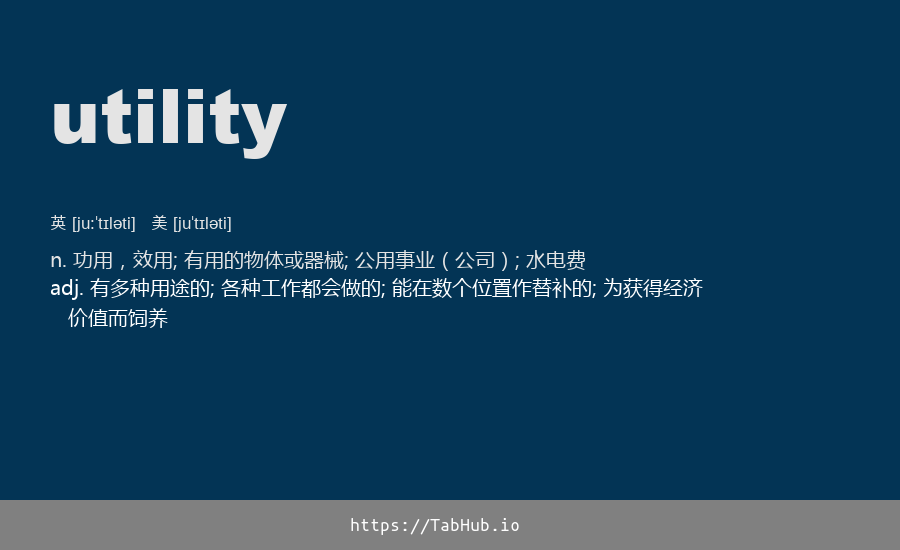 utility
英 [ju:ˈtɪləti] 美 [juˈtɪləti]
n. 功用，效用; 有用的物体或器械; 公用事业（公司）; 水电费
adj. 有多种用途的; 各种工作都会做的; 能在数个位置作替补的; 为获得经济
价值而饲养
https://TabHub.io